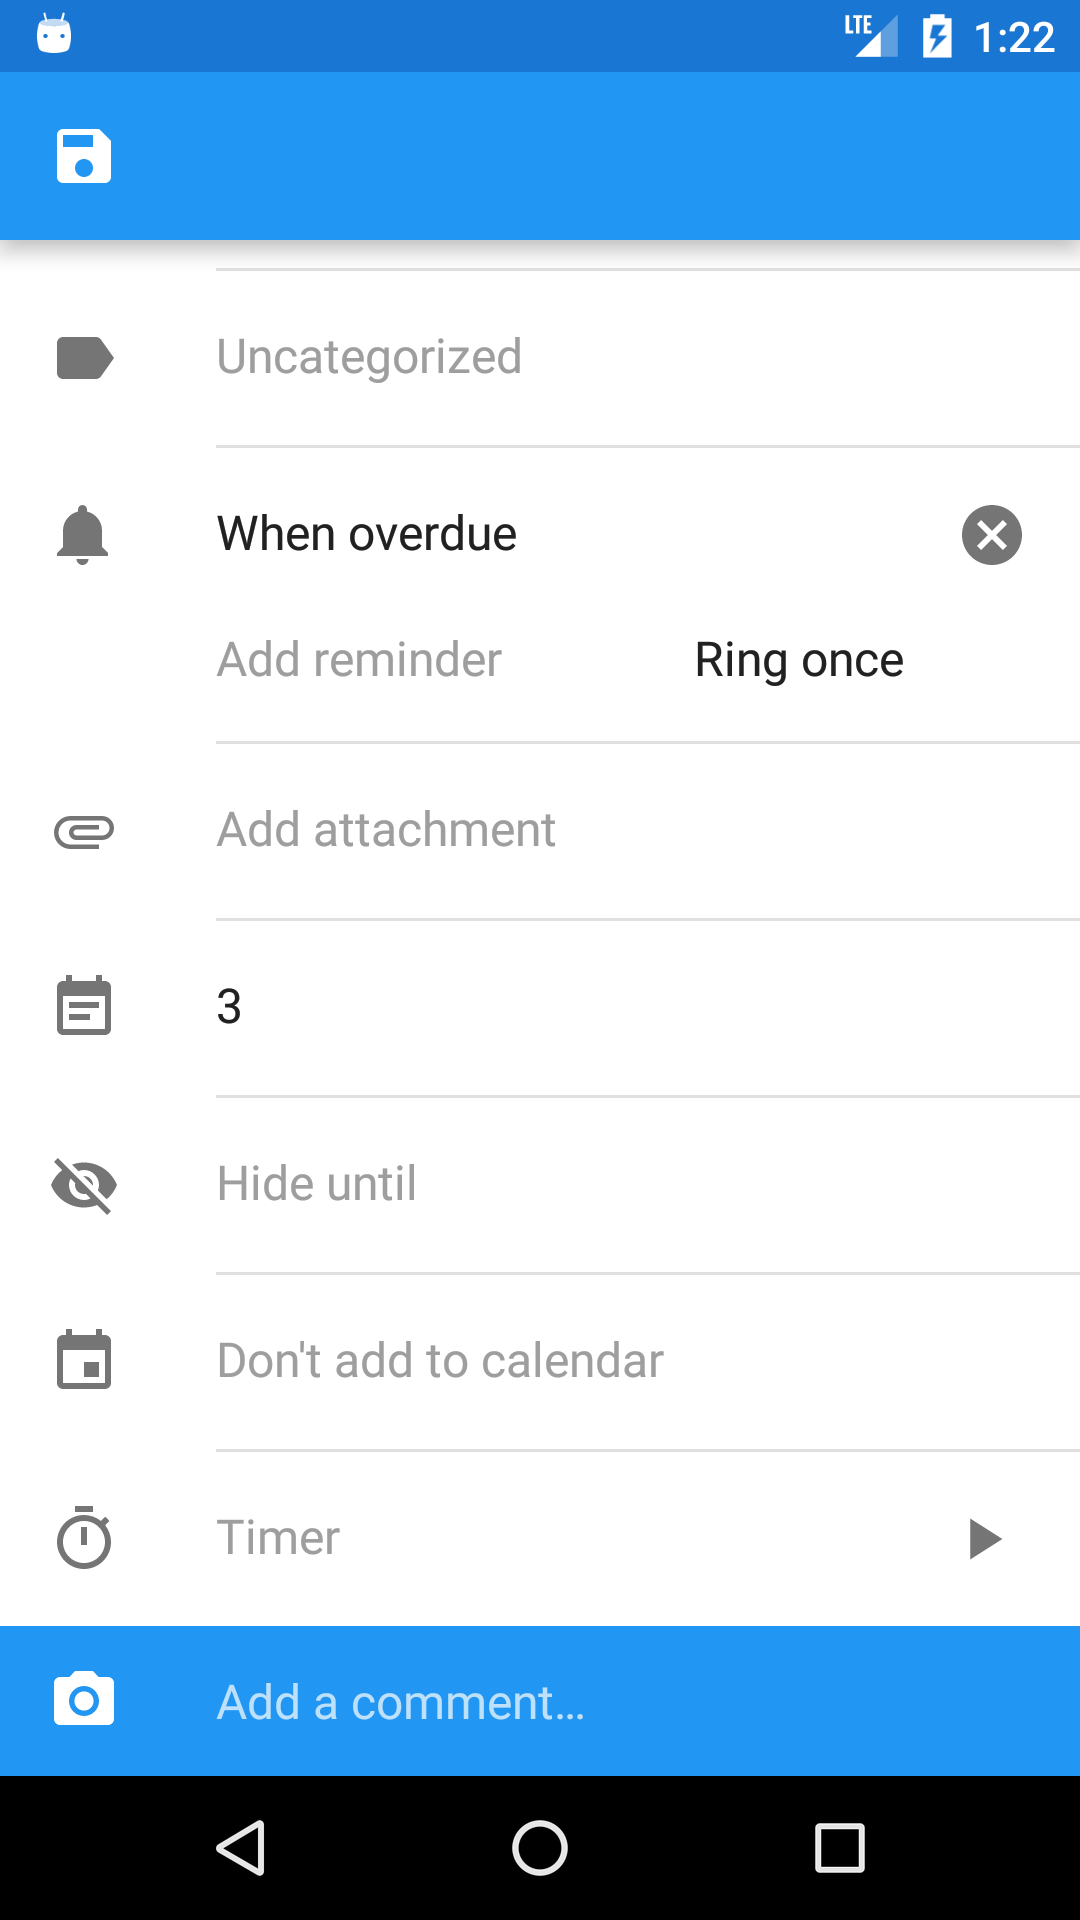 LTE 1:22
Uncategorized
When overdue
Add reminder Ring once
Add attachment
3
Hide until
Don't add to calendar
Timer
Add a comment...